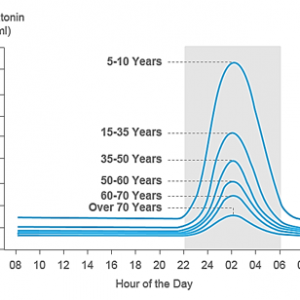 tonin
ml)
5-10 Years
15-35 Years
35-50 Years
50-60 Years
60-70 Years
Over 70 Years
08 10 12 14 16 18 20 22 24 02 04 06
Hour of the Day